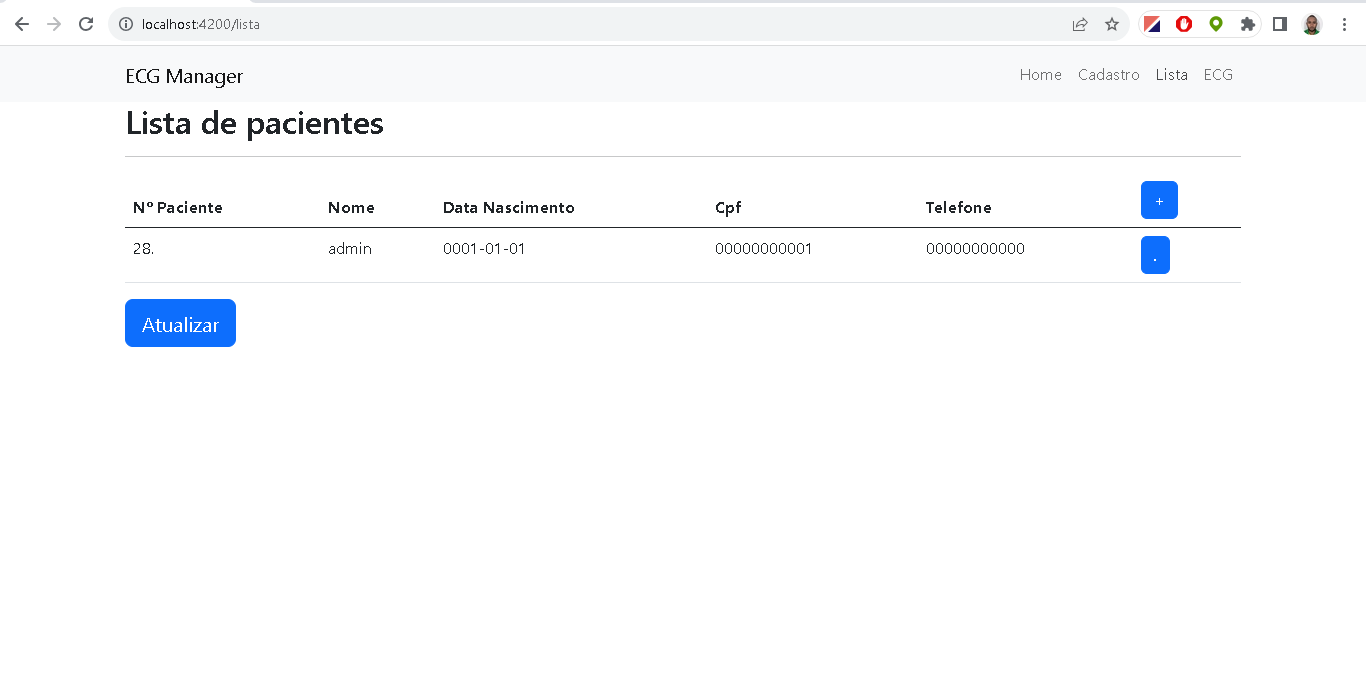 localhost:4200/lista
ECG Manager Home Cadastro Lista ECG
Lista de pacientes
Nº Paciente Nome Data Nascimento Cpf Telefone +
28. admin 0001-01-01 00000000001 00000000000 .
Atualizar